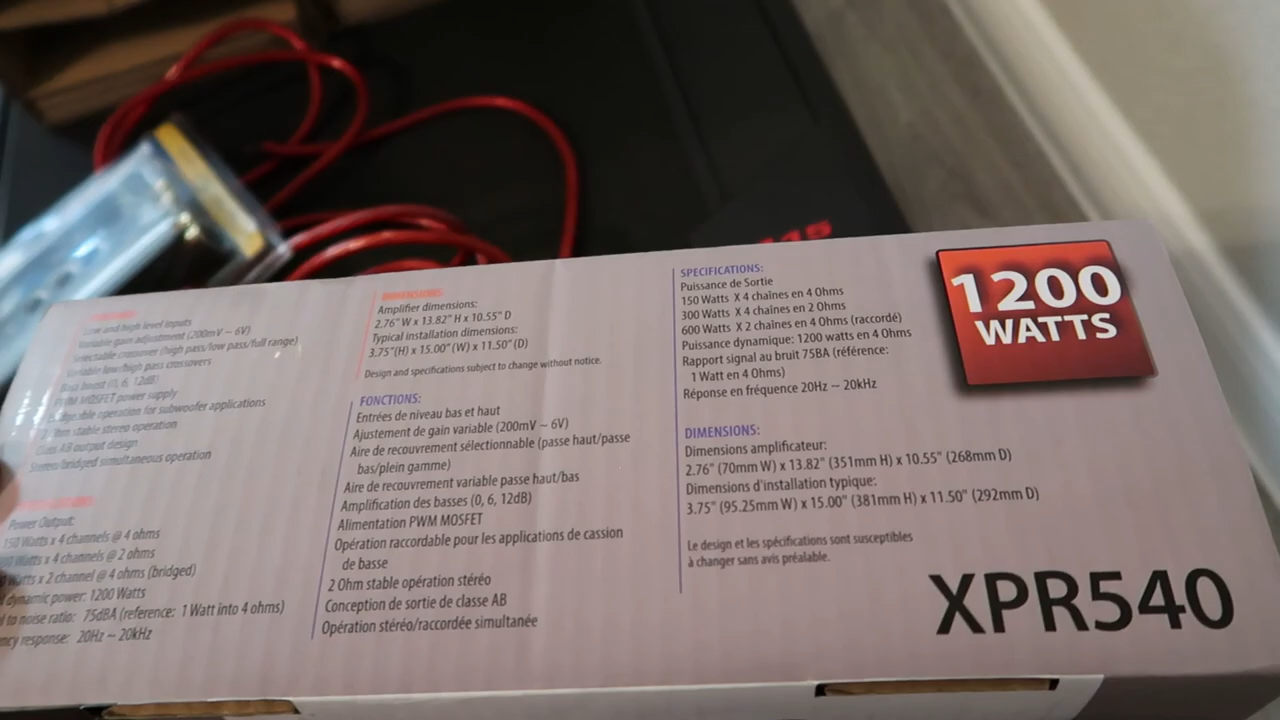 Low and high level inputs
Variable gain adjustment (200mV ~ 6V)
Selectable crossover (high pass/low pass/full range)
Variable low/high pass crossovers
Bass boost (0, 6, 12dB)
PWM MOSFET power supply
operation for subwoofer applications
2 Ohm stable stereo operation
Class AB output design
Stereo/bridged simultaneous operation
Power Output:
150 Watts x 4 channels @ 4 ohms
Watts x 4 channels @ 2 ohms
Watts x 2 channel @ 4 ohms (bridged)
dynamic power: 1200 Watts
to noise ratio: 75dBA (reference: 1 Watt into 4 ohms)
response: 20Hz ~ 20kHz
DIMENSIONS:
Amplifier dimensions:
2.76" W x 13.82" H x 10.55" D
Typical installation dimensions:
3.75"(H) x 15.00" (W) x 11.50" (D)
Design and specifications subject to change without notice.
FONCTIONS:
Entrées de niveau bas et haut
Ajustement de gain variable (200mV ~ 6V)
Aire de recouvrement sélectionnable (passe haut/passe
bas/plein gamme)
Aire de recouvrement variable passe haut/bas
Amplification des basses (0, 6, 12dB)
Alimentation PWM MOSFET
Opération raccordable pour les applications de cassion
de basse
2 Ohm stable opération stéréo
Conception de sortie de classe AB
Opération stéréo/raccordée simultanée
SPECIFICATIONS:
Puissance de Sortie
150 Watts X 4 chaînes en 4 Ohms
300 Watts X 4 chaînes en 2 Ohms
600 Watts X 2 chaînes en 4 Ohms (raccordé)
Puissance dynamique: 1200 watts en 4 Ohms
Rapport signal au bruit 75BA (référence:
1 Watt en 4 Ohms)
Réponse en fréquence 20Hz ~ 20kHz
DIMENSIONS:
Dimensions amplificateur:
2.76" (70mm W) x 13.82" (351mm H) x 10.55" (268mm D)
Dimensions d'installation typique:
3.75" (95.25mm W) x 15.00" (381mm H) x 11.50" (292mm D)
Le design et les spécifications sont susceptibles
à changer sans avis préalable.
1200
WATTS
XPR540